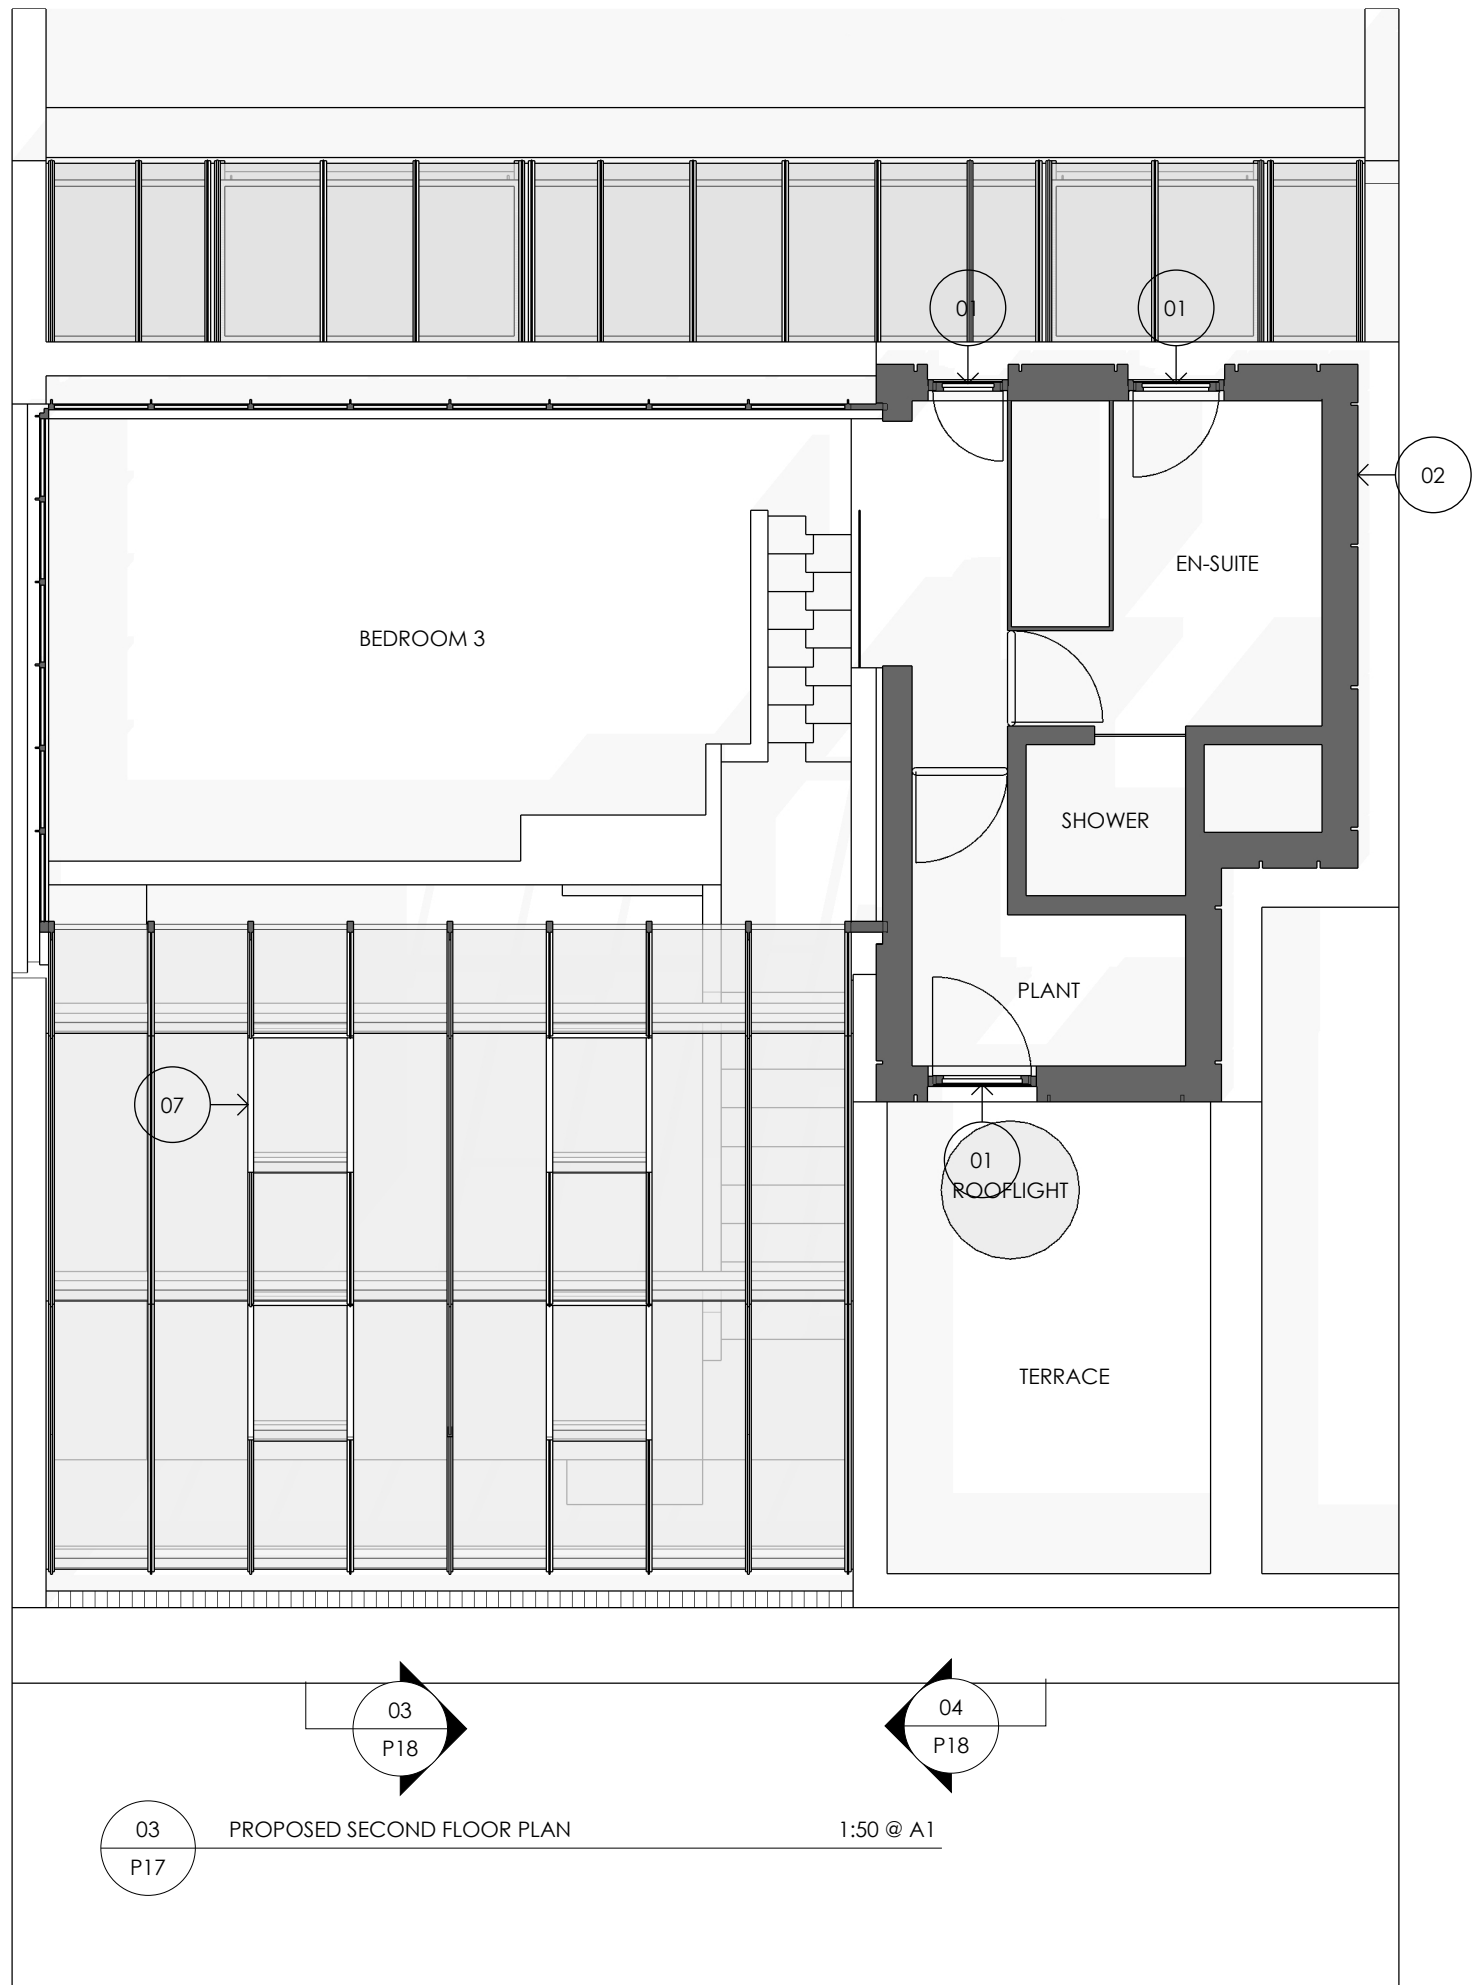 01
01
02
EN-SUITE
BEDROOM 3
SHOWER
PLANT
07
01
ROOFLIGHT
TERRACE
03
P18
04
P18
03
P17
PROPOSED SECOND FLOOR PLAN
1:50 @ A1